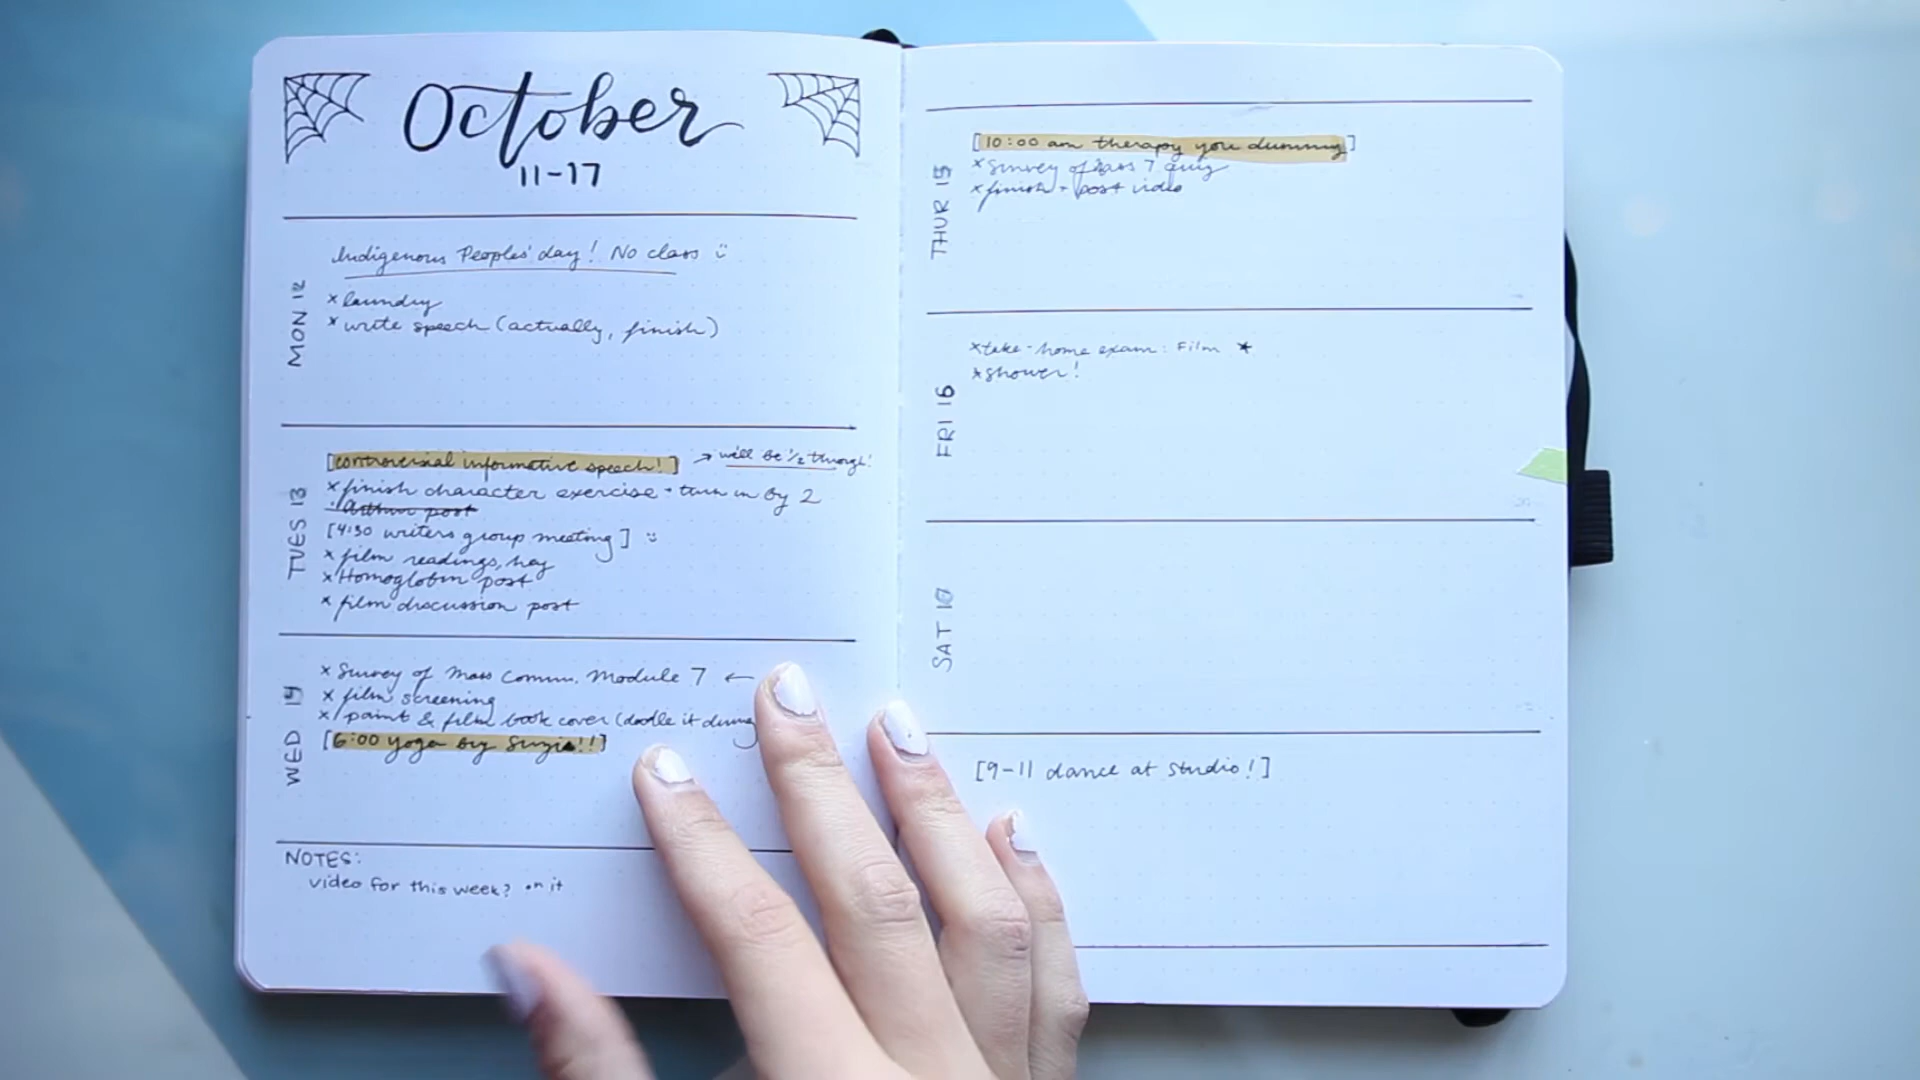 October
11-17
MON 12
Indigenous Peoples' day! No class
× laundry
× write speech (actually, finish)
TUES 13
[controversial informative speech!] → will be 1/2 through!
× finish character exercise + turn in by 2
post
[4:30 writers group meeting]
× film readings,
× Homoglobin post
× film discussion post
WED 14
× Survey of Mass Comm. Module 7 ←
× film screening
× paint & film book cover (doodle it
[6:00 yoga by Suzie!!]
NOTES:
video for this week? on it
THUR 15
[10:00 am therapy you dummy]
× Survey of Mass 7 quiz
× finish + post video
FRI 16
× take-home exam: Film ★
× shower!
SAT
[9-11 dance at studio!]